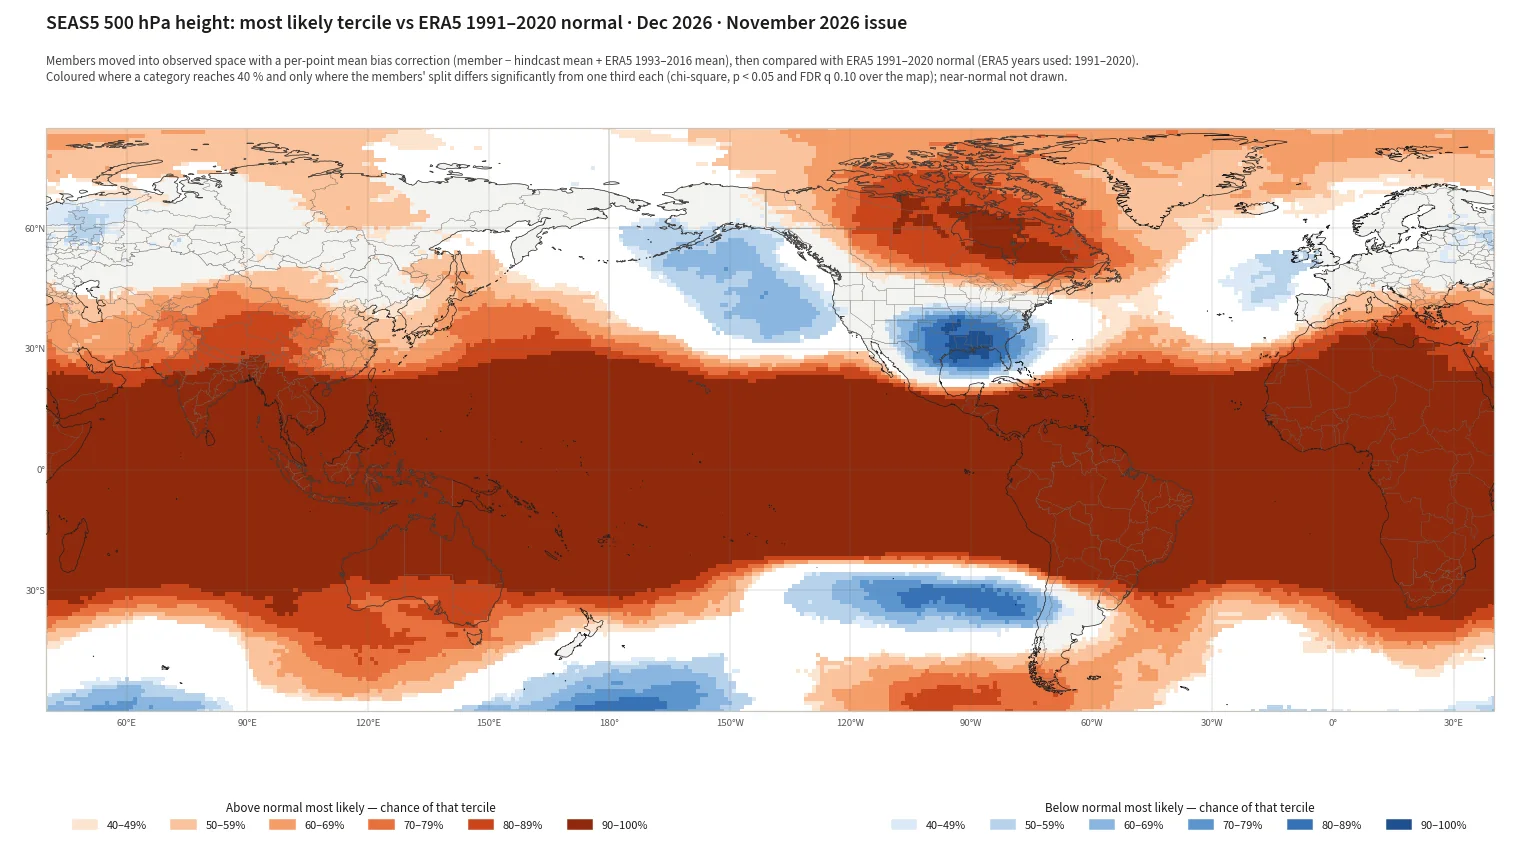 SEAS5 500 hPa height: most likely tercile vs ERA5 1991–2020 normal · Dec 2026 · November 2026 issue
Members moved into observed space with a per-point mean bias correction (member − hindcast mean + ERA5 1993–2016 mean), then compared with ERA5 1991–2020 normal (ERA5 years used: 1991–2020).
Coloured where a category reaches 40 % and only where the members' split differs significantly from one third each (chi-square, p < 0.05 and FDR q 0.10 over the map); near-normal not drawn.
60°N
30°N
0°
30°S
60°E 90°E 120°E 150°E 180° 150°W 120°W 90°W 60°W 30°W 0° 30°E
Above normal most likely — chance of that tercile
40–49% 50–59% 60–69% 70–79% 80–89% 90–100%
Below normal most likely — chance of that tercile
40–49% 50–59% 60–69% 70–79% 80–89% 90–100%